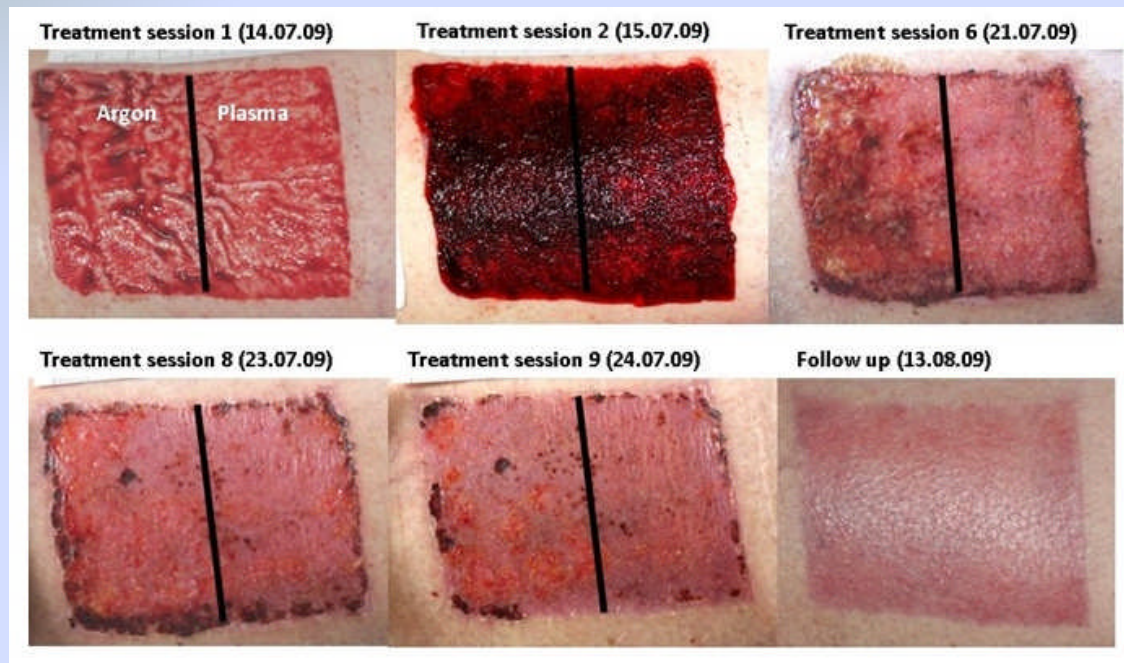 Treatment session 1 (14.07.09)
Treatment session 2 (15.07.09)
Treatment session 6 (21.07.09)
Argon
Plasma
Treatment session 8 (23.07.09)
Treatment session 9 (24.07.09)
Follow up (13.08.09)